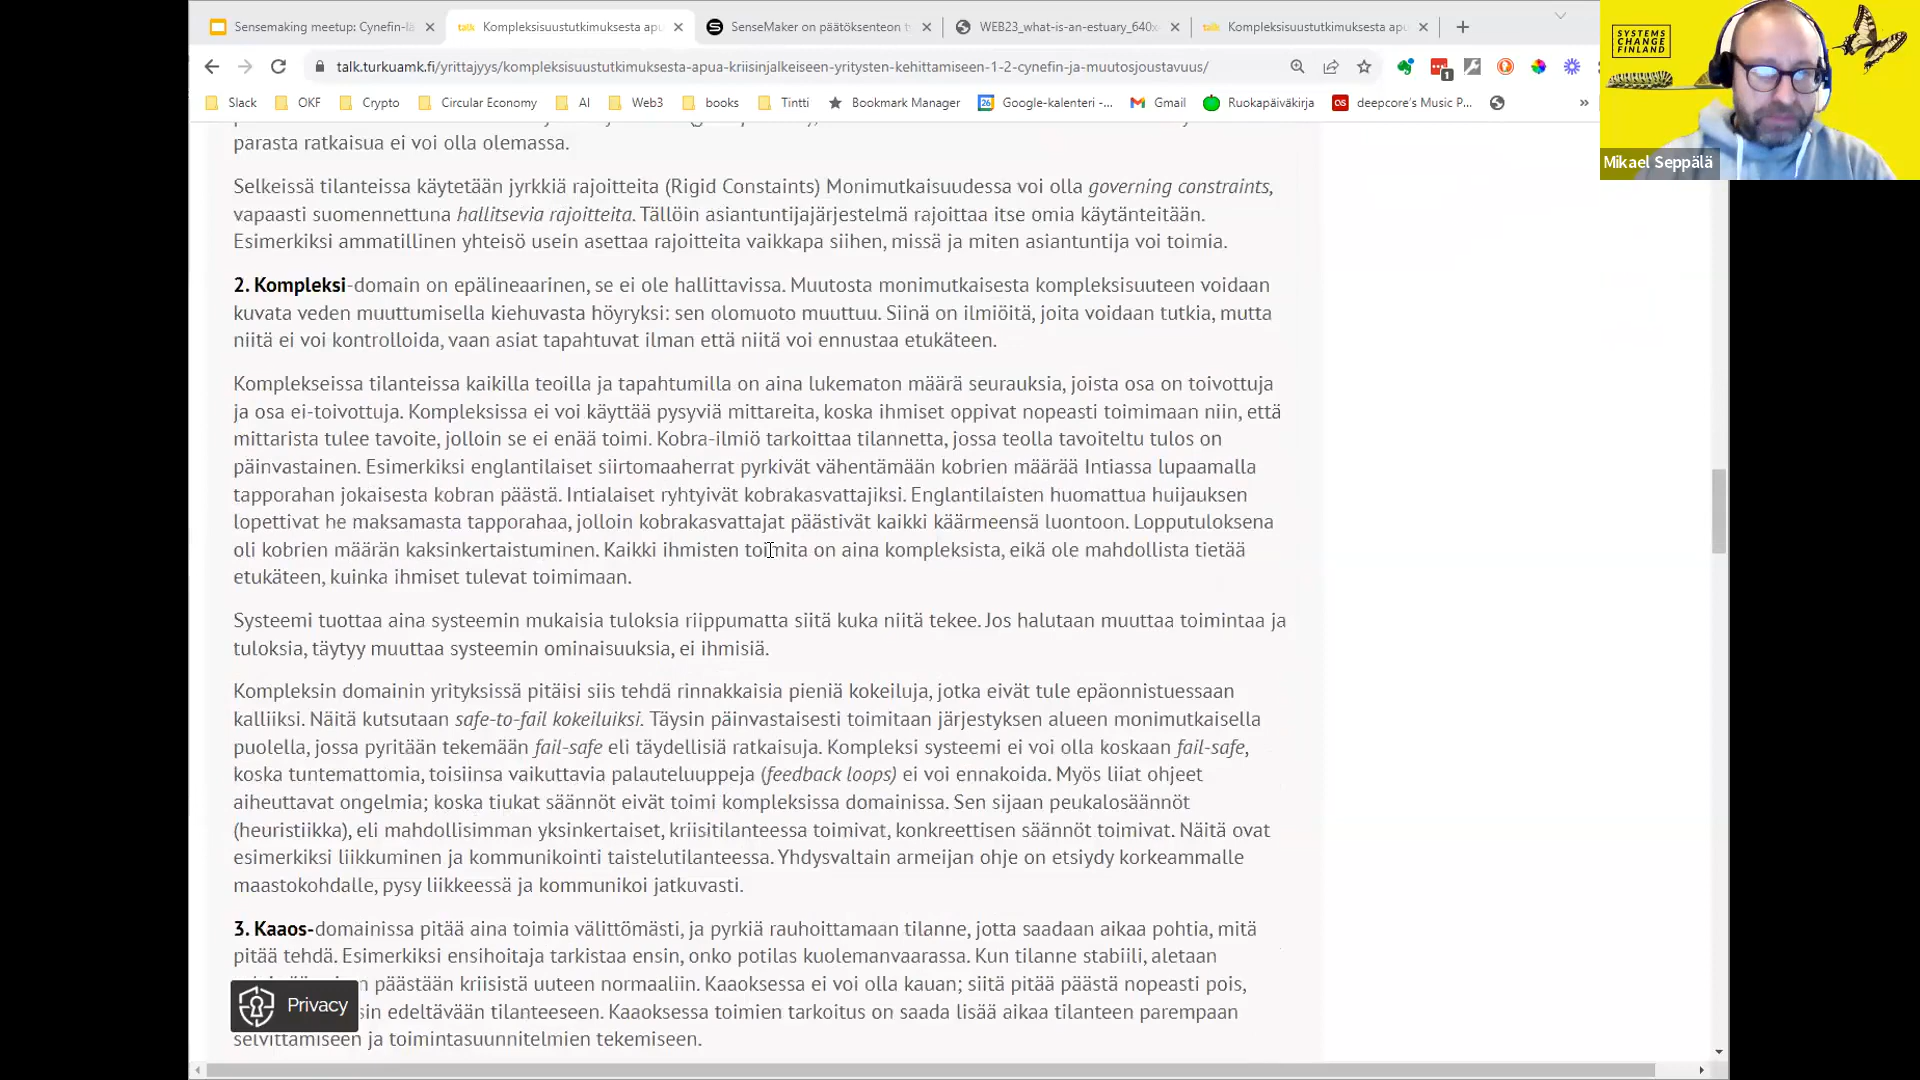 Sensemaking meetup: Cynefin-lä
Kompleksisuustutkimuksesta apu
SenseMaker on päätöksenteon t
WEB23_what-is-an-estuary_640x
Kompleksisuustutkimuksesta apu
talk.turkuamk.fi/yrittajyys/kompleksisuustutkimuksesta-apua-kriisinjalkeiseen-yritysten-kehittamiseen-1-2-cynefin-ja-muutosjoustavuus/
1
Slack
OKF
Crypto
Circular Economy
AI
Web3
books
Tintti
Bookmark Manager
26
Google-kalenteri -...
Gmail
Ruokapäiväkirja
deepcore's Music P...
»
SYSTEMS
CHANGE
FINLAND
Mikael Seppälä
parasta ratkaisua ei voi olla olemassa.
Selkeissä tilanteissa käytetään jyrkkiä rajoitteita (Rigid Constaints) Monimutkaisuudessa voi olla governing constraints,
vapaasti suomennettuna hallitsevia rajoitteita. Tällöin asiantuntijajärjestelmä rajoittaa itse omia käytänteitään.
Esimerkiksi ammatillinen yhteisö usein asettaa rajoitteita vaikkapa siihen, missä ja miten asiantuntija voi toimia.
2. Kompleksi-domain on epälineaarinen, se ei ole hallittavissa. Muutosta monimutkaisesta kompleksisuuteen voidaan
kuvata veden muuttumisella kiehuvasta höyryksi: sen olomuoto muuttuu. Siinä on ilmiöitä, joita voidaan tutkia, mutta
niitä ei voi kontrolloida, vaan asiat tapahtuvat ilman että niitä voi ennustaa etukäteen.
Komplekseissa tilanteissa kaikilla teoilla ja tapahtumilla on aina lukematon määrä seurauksia, joista osa on toivottuja
ja osa ei-toivottuja. Kompleksissa ei voi käyttää pysyviä mittareita, koska ihmiset oppivat nopeasti toimimaan niin, että
mittarista tulee tavoite, jolloin se ei enää toimi. Kobra-ilmiö tarkoittaa tilannetta, jossa teolla tavoiteltu tulos on
päinvastainen. Esimerkiksi englantilaiset siirtomaaherrat pyrkivät vähentämään kobrien määrää Intiassa lupaamalla
tapporahan jokaisesta kobran päästä. Intialaiset ryhtyivät kobrakasvattajiksi. Englantilaisten huomattua huijauksen
lopettivat he maksamasta tapporahaa, jolloin kobrakasvattajat päästivät kaikki käärmeensä luontoon. Lopputuloksena
oli kobrien määrän kaksinkertaistuminen. Kaikki ihmisten toimita on aina kompleksista, eikä ole mahdollista tietää
etukäteen, kuinka ihmiset tulevat toimimaan.
Systeemi tuottaa aina systeemin mukaisia tuloksia riippumatta siitä kuka niitä tekee. Jos halutaan muuttaa toimintaa ja
tuloksia, täytyy muuttaa systeemin ominaisuuksia, ei ihmisiä.
Kompleksin domainin yrityksissä pitäisi siis tehdä rinnakkaisia pieniä kokeiluja, jotka eivät tule epäonnistuessaan
kalliiksi. Näitä kutsutaan safe-to-fail kokeiluiksi. Täysin päinvastaisesti toimitaan järjestyksen alueen monimutkaisella
puolella, jossa pyritään tekemään fail-safe eli täydellisiä ratkaisuja. Kompleksi systeemi ei voi olla koskaan fail-safe,
koska tuntemattomia, toisiinsa vaikuttavia palauteluuppeja (feedback loops) ei voi ennakoida. Myös liiat ohjeet
aiheuttavat ongelmia; koska tiukat säännöt eivät toimi kompleksissa domainissa. Sen sijaan peukalosäännöt
(heuristiikka), eli mahdollisimman yksinkertaiset, kriisitilanteessa toimivat, konkreettisen säännöt toimivat. Näitä ovat
esimerkiksi liikkuminen ja kommunikointi taistelutilanteessa. Yhdysvaltain armeijan ohje on etsiydy korkeammalle
maastokohdalle, pysy liikkeessä ja kommunikoi jatkuvasti.
3. Kaaos-domainissa pitää aina toimia välittömästi, ja pyrkiä rauhoittamaan tilanne, jotta saadaan aikaa pohtia, mitä
pitää tehdä. Esimerkiksi ensihoitaja tarkistaa ensin, onko potilas kuolemanvaarassa. Kun tilanne stabiili, aletaan
päästään kriisistä uuteen normaaliin. Kaaoksessa ei voi olla kauan; siitä pitää päästä nopeasti pois,
sin edeltävään tilanteeseen. Kaaoksessa toimien tarkoitus on saada lisää aikaa tilanteen parempaan
selvittämiseen ja toimintasuunnitelmien tekemiseen.
Privacy